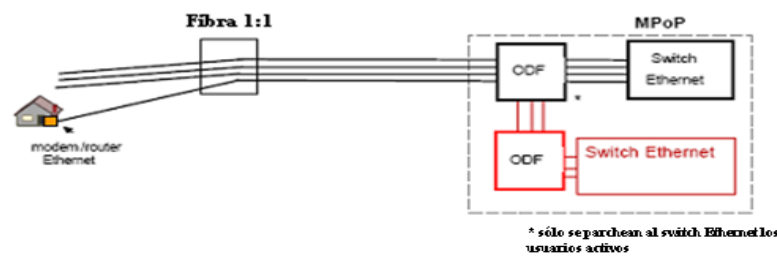 Fibra 1:1
MPoP
ODF
Switch
Ethernet
*
modem/router
Ethernet
ODF
Switch Ethernet
* sólo se parchean al switch Ethernet los
usuarios activos